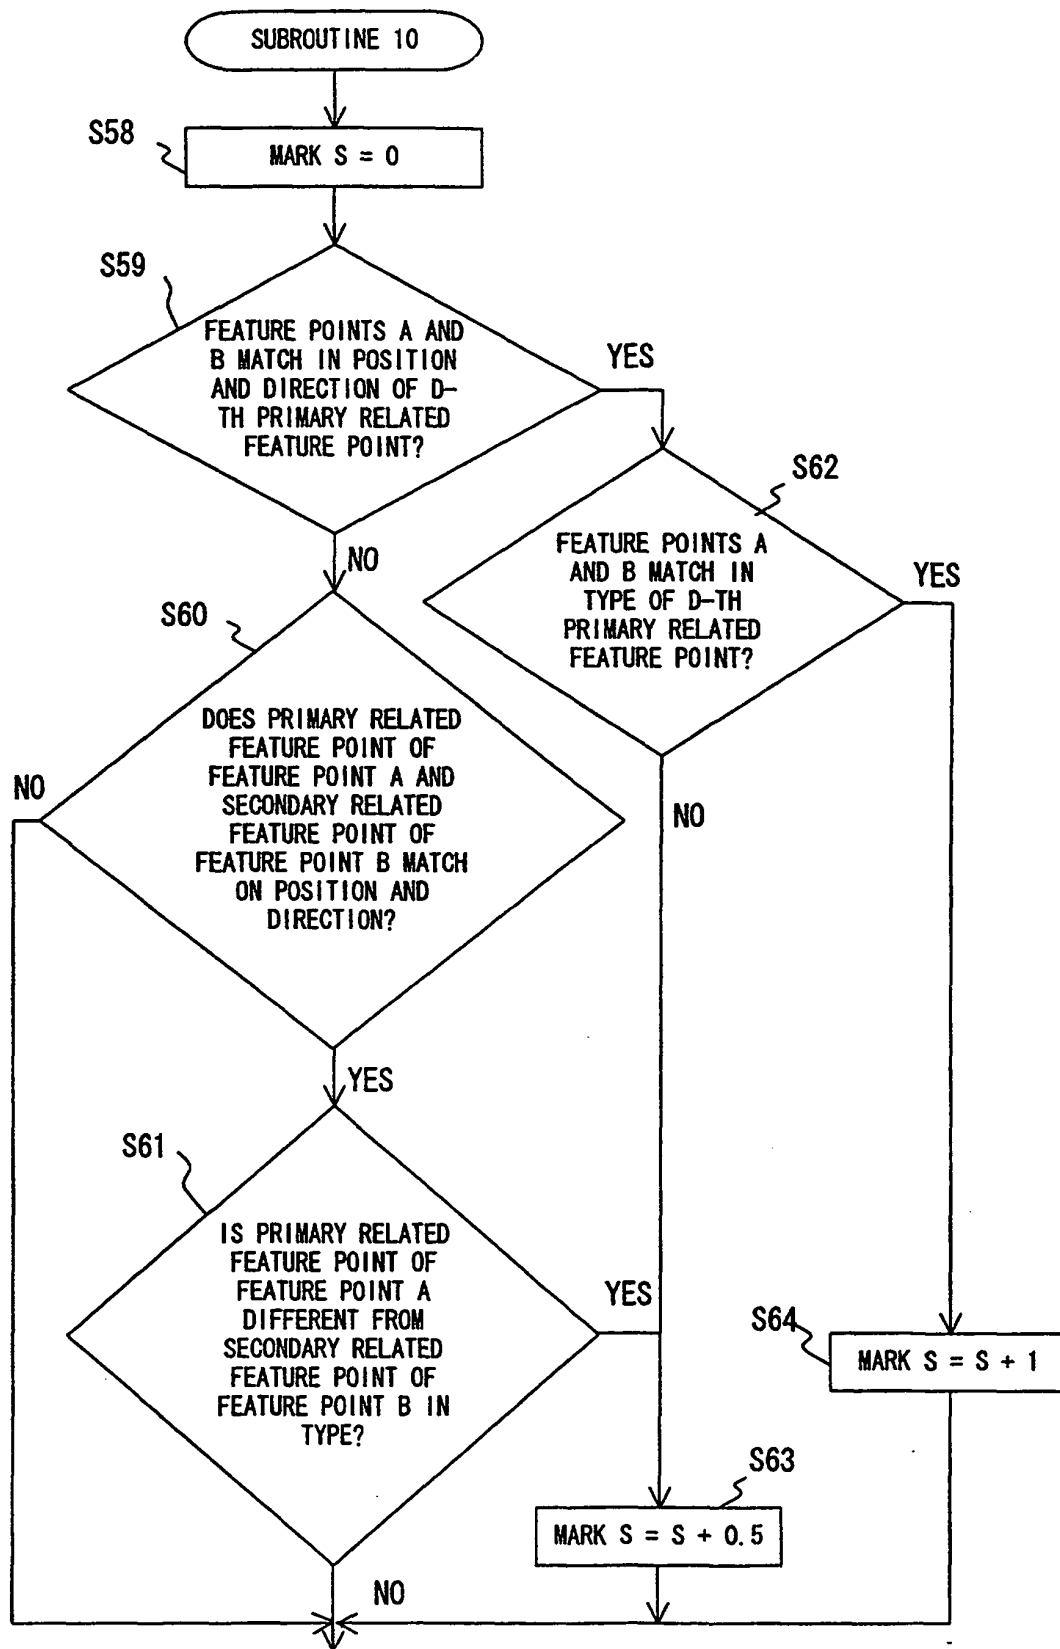 SUBROUTINE 10
S58
MARK S = 0
S59
FEATURE POINTS A AND
B MATCH IN POSITION
AND DIRECTION OF D-
TH PRIMARY RELATED
FEATURE POINT?
YES
NO
S62
FEATURE POINTS A
AND B MATCH IN
TYPE OF D-TH
PRIMARY RELATED
FEATURE POINT?
YES
NO
S60
DOES PRIMARY RELATED
FEATURE POINT OF
FEATURE POINT A AND
SECONDARY RELATED
FEATURE POINT OF
FEATURE POINT B MATCH
ON POSITION AND
DIRECTION?
NO
YES
S61
IS PRIMARY RELATED
FEATURE POINT OF
FEATURE POINT A
DIFFERENT FROM
SECONDARY RELATED
FEATURE POINT OF
FEATURE POINT B IN
TYPE?
YES
NO
S64
MARK S = S + 1
S63
MARK S = S + 0.5